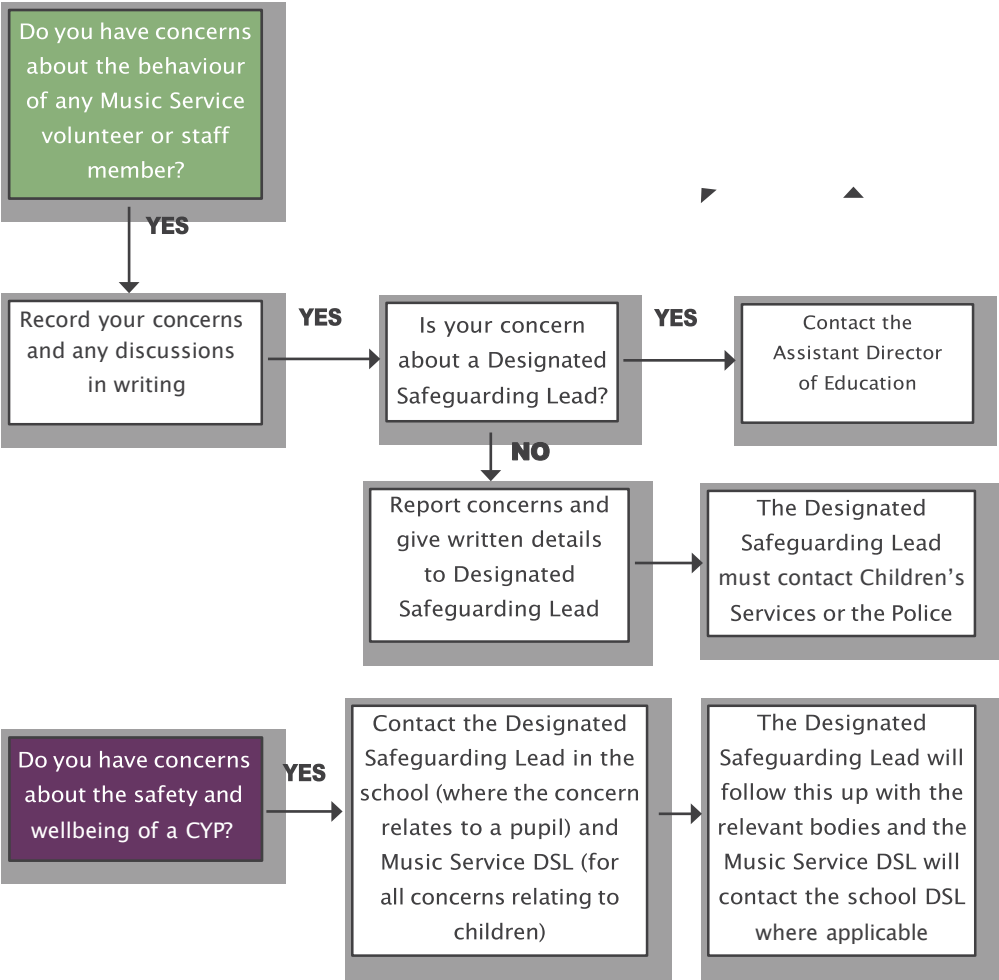 Do you have concerns
about the behaviour
of any Music Service
volunteer or staff
member?
YES
Record your concerns
and any discussions
in writing
YES
Is your concern
about a Designated
Safeguarding Lead?
YES
Contact the
Assistant Director
of Education
NO
Report concerns and
give written details
to Designated
Safeguarding Lead
The Designated
Safeguarding Lead
must contact Children’s
Services or the Police
Do you have concerns
about the safety and
wellbeing of a CYP?
YES
Contact the Designated
Safeguarding Lead in the
school (where the concern
relates to a pupil) and
Music Service DSL (for
all concerns relating to
children)
The Designated
Safeguarding Lead will
follow this up with the
relevant bodies and the
Music Service DSL will
contact the school DSL
where applicable